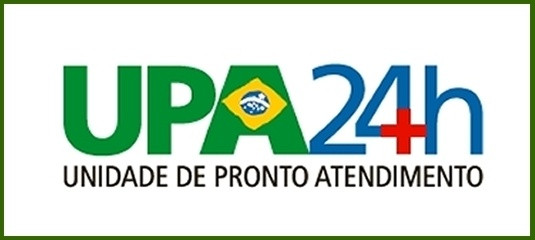 UPA24h
UNIDADE DE PRONTO ATENDIMENTO